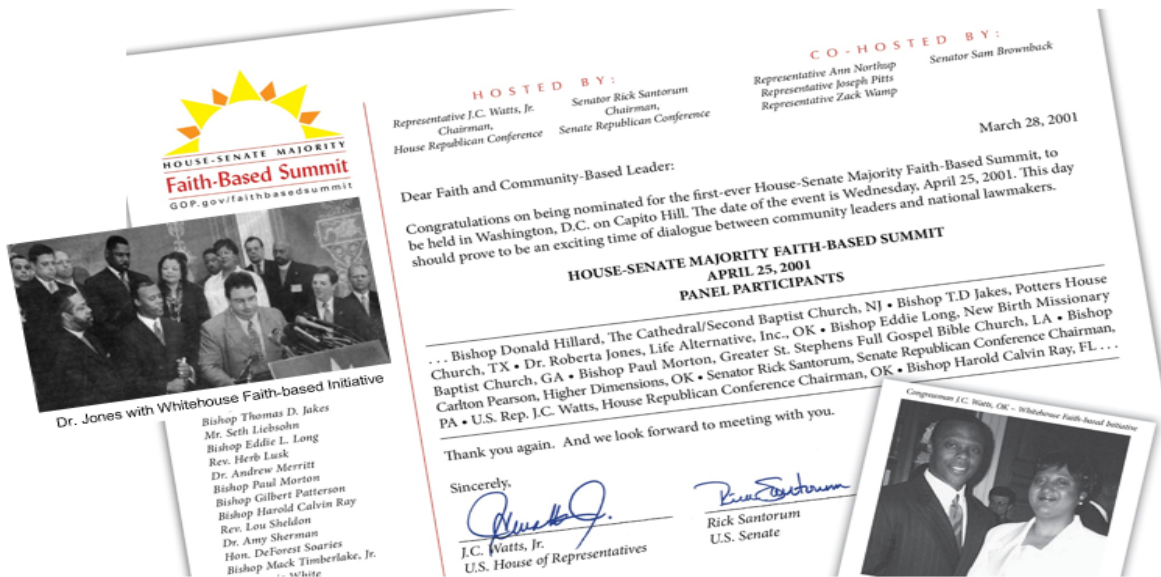 HOUSE-SENATE MAJORITY
Faith-Based Summit
GOP.gov/faithbasedsummit
Dr. Jones with Whitehouse Faith-based Initiative
Bishop Thomas D. Jakes
Mr. Seth Liebsohn
Bishop Eddie L. Long
Rev. Herb Lusk
Dr. Andrew Merritt
Bishop Paul Morton
Bishop Gilbert Patterson
Bishop Harold Calvin Ray
Rev. Lou Sheldon
Dr. Amy Sherman
Hon. DeForest Soaries
Bishop Mack Timberlake, Jr.
White
HOSTED BY:
Representative J.C. Watts, Jr.
Chairman,
House Republican Conference
Senator Rick Santorum
Chairman,
Senate Republican Conference
CO-HOSTED BY:
Representative Ann Northup
Representative Joseph Pitts
Representative Zack Wamp
Senator Sam Brownback
March 28, 2001
Dear Faith and Community-Based Leader:
Congratulations on being nominated for the first-ever House-Senate Majority Faith-Based Summit, to
be held in Washington, D.C. on Capito Hill. The date of the event is Wednesday, April 25, 2001. This day
should prove to be an exciting time of dialogue between community leaders and national lawmakers.
HOUSE-SENATE MAJORITY FAITH-BASED SUMMIT
APRIL 25, 2001
PANEL PARTICIPANTS
. . . Bishop Donald Hillard, The Cathedral/Second Baptist Church, NJ • Bishop T.D Jakes, Potters House
Church, TX • Dr. Roberta Jones, Life Alternative, Inc., OK • Bishop Eddie Long, New Birth Missionary
Baptist Church, GA • Bishop Paul Morton, Greater St. Stephens Full Gospel Bible Church, LA • Bishop
Carlton Pearson, Higher Dimensions, OK • Senator Rick Santorum, Senate Republican Conference Chairman,
PA • U.S. Rep. J.C. Watts, House Republican Conference Chairman, OK • Bishop Harold Calvin Ray, FL . . .
Thank you again. And we look forward to meeting with you.
Sincerely,
J.C. Watts, Jr.
U.S. House of Representatives
Rick Santorum
Rick Santorum
U.S. Senate
Congressman J.C. Watts, OK – Whitehouse Faith-based Initiative